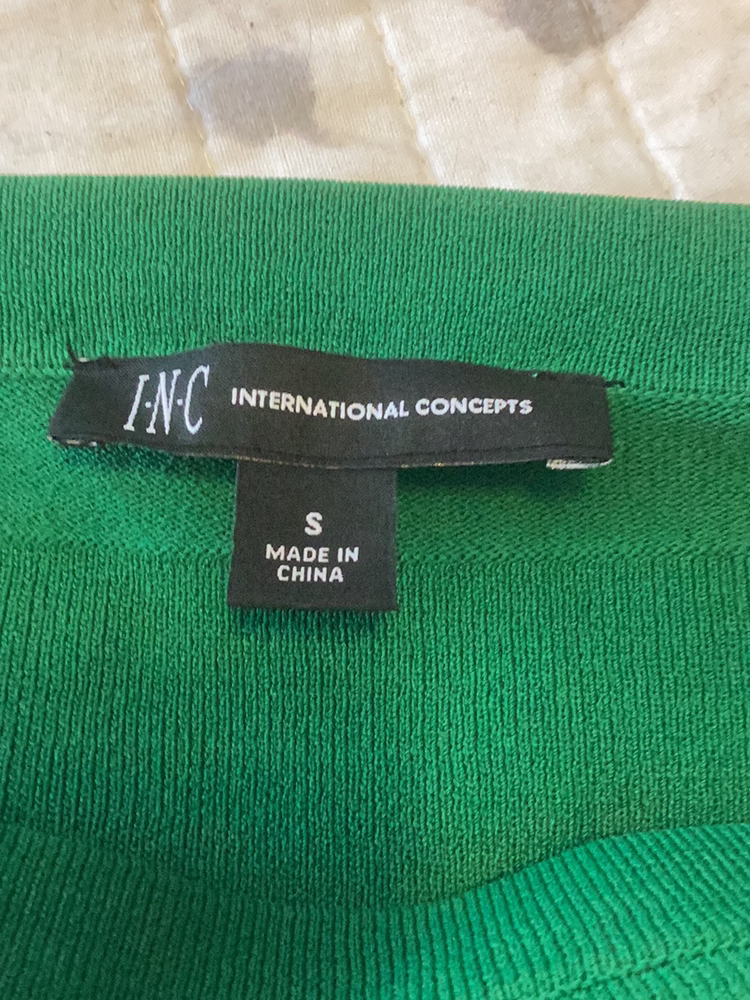 I·N·C INTERNATIONAL CONCEPTS
S
MADE IN
CHINA